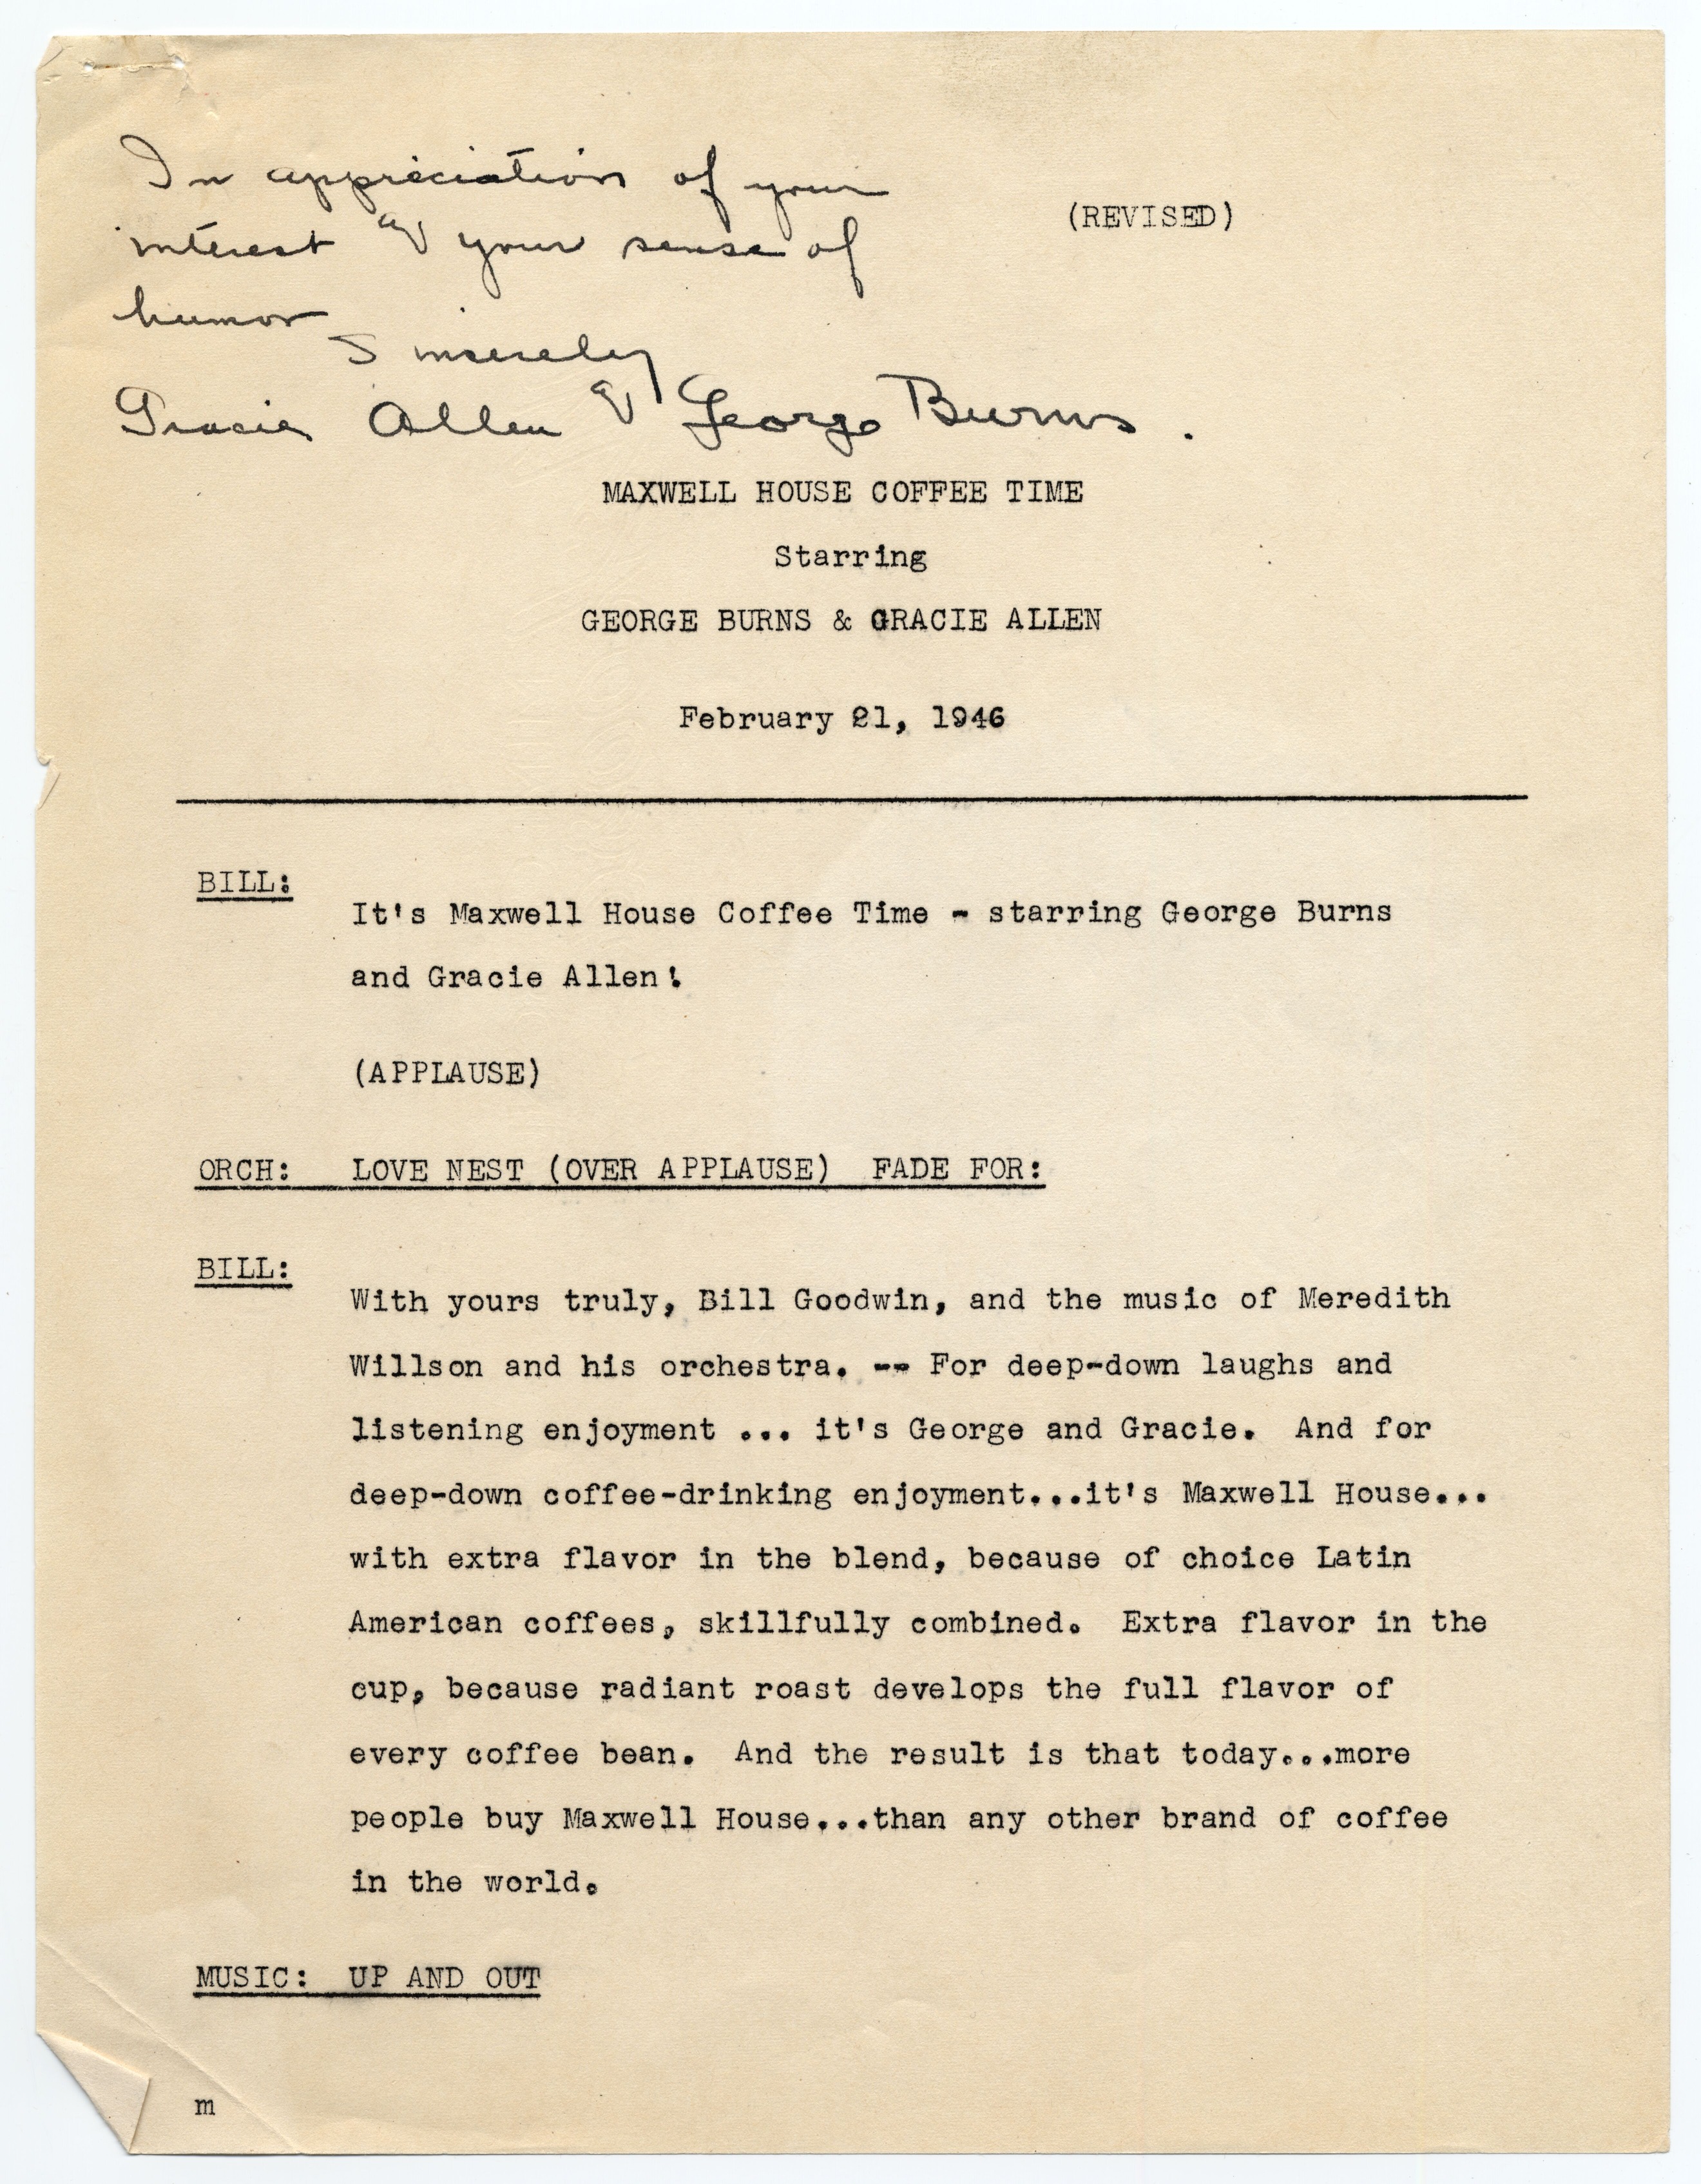 In appreciation of your
interest & your sense of
humor
Sincerely
Gracie Allen & George Burns.
(REVISED)
MAXWELL HOUSE COFFEE TIME
Starring
GEORGE BURNS & GRACIE ALLEN
February 21, 1946
BILL:
It's Maxwell House Coffee Time - starring George Burns
and Gracie Allen!
(APPLAUSE)
ORCH: LOVE NEST (OVER APPLAUSE) FADE FOR:
BILL:
With yours truly, Bill Goodwin, and the music of Meredith
Willson and his orchestra. -- For deep-down laughs and
listening enjoyment ... it's George and Gracie. And for
deep-down coffee-drinking enjoyment...it's Maxwell House...
with extra flavor in the blend, because of choice Latin
American coffees, skillfully combined. Extra flavor in the
cup, because radiant roast develops the full flavor of
every coffee bean. And the result is that today...more
people buy Maxwell House...than any other brand of coffee
in the world.
MUSIC: UP AND OUT
m